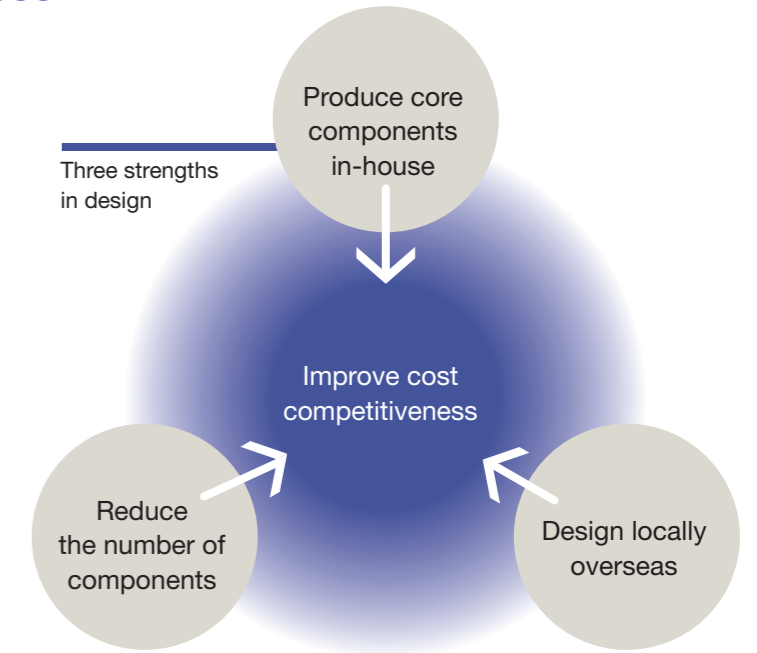 Produce core
components
in-house
Three strengths
in design
Improve cost
competitiveness
Reduce
the number of
components
Design locally
overseas